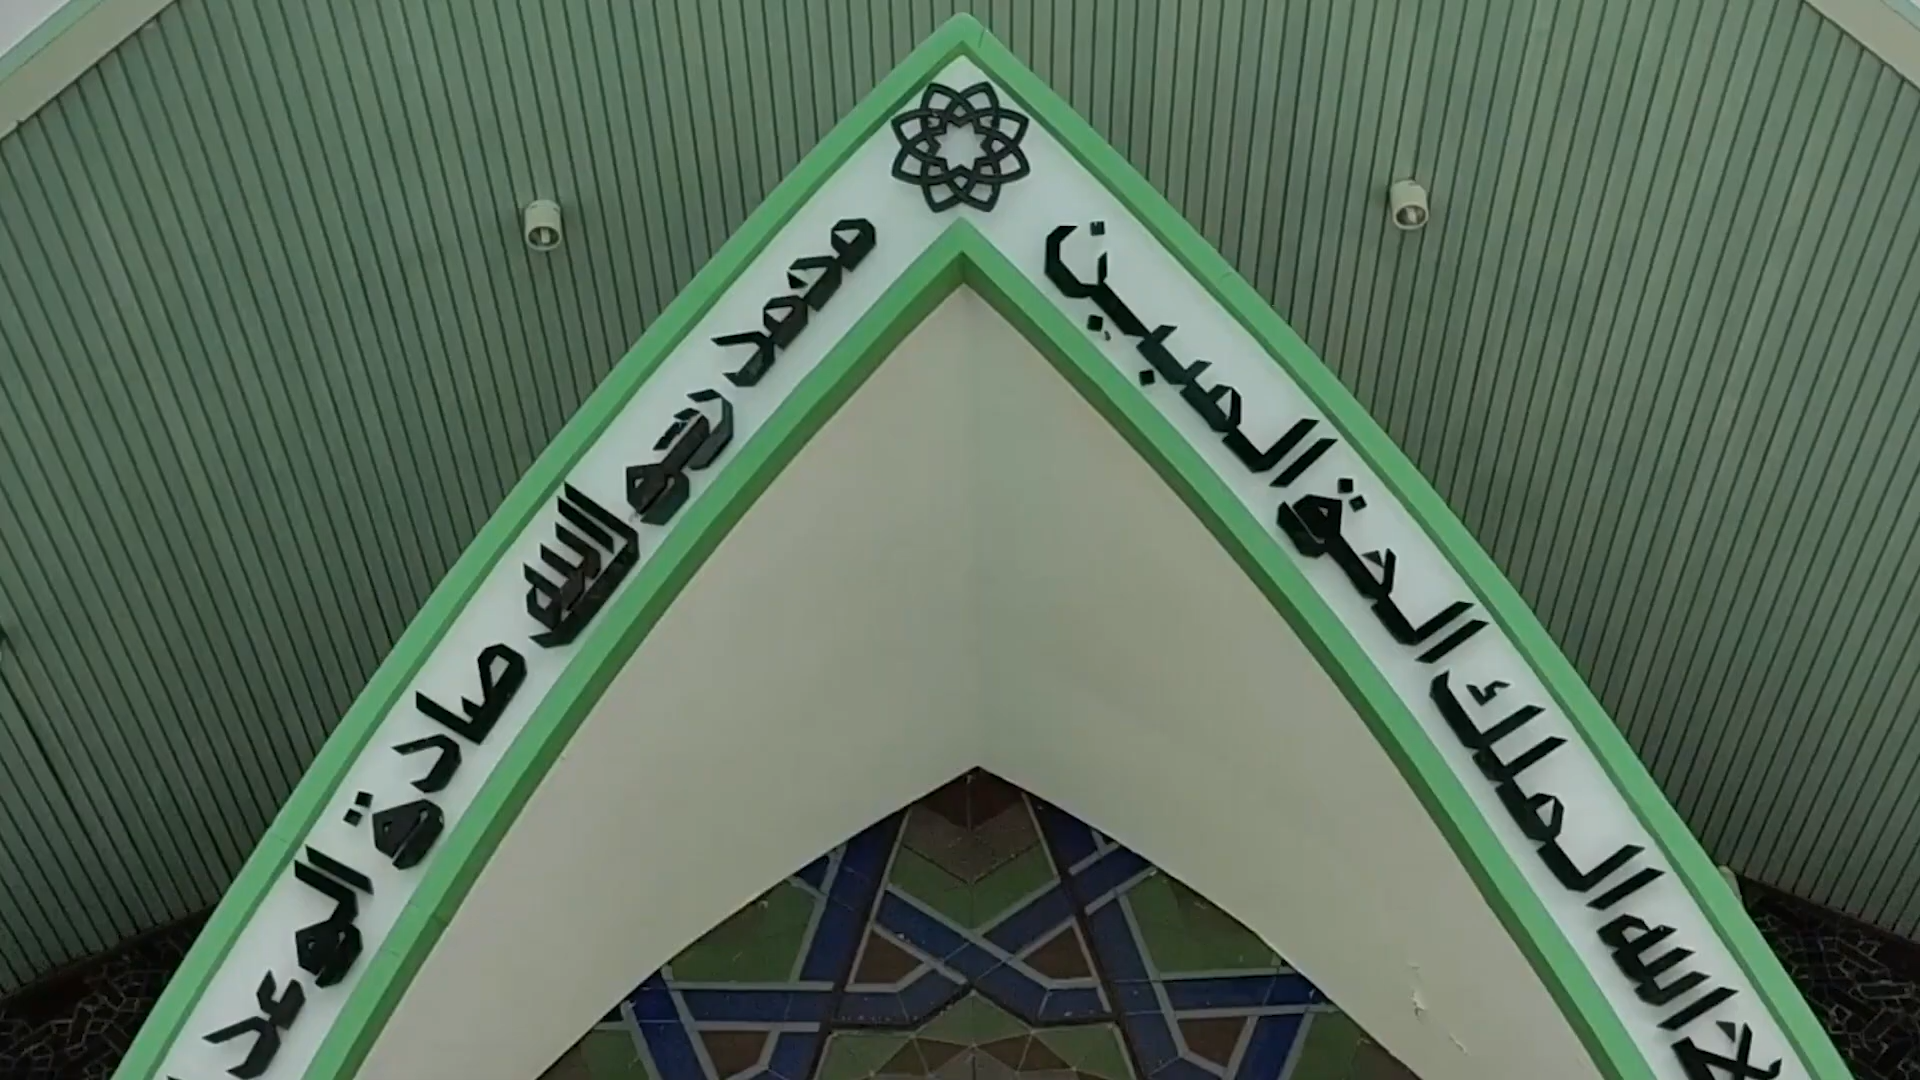 الله الملك الحق المبين
محمد رسول الله صادق الوعد